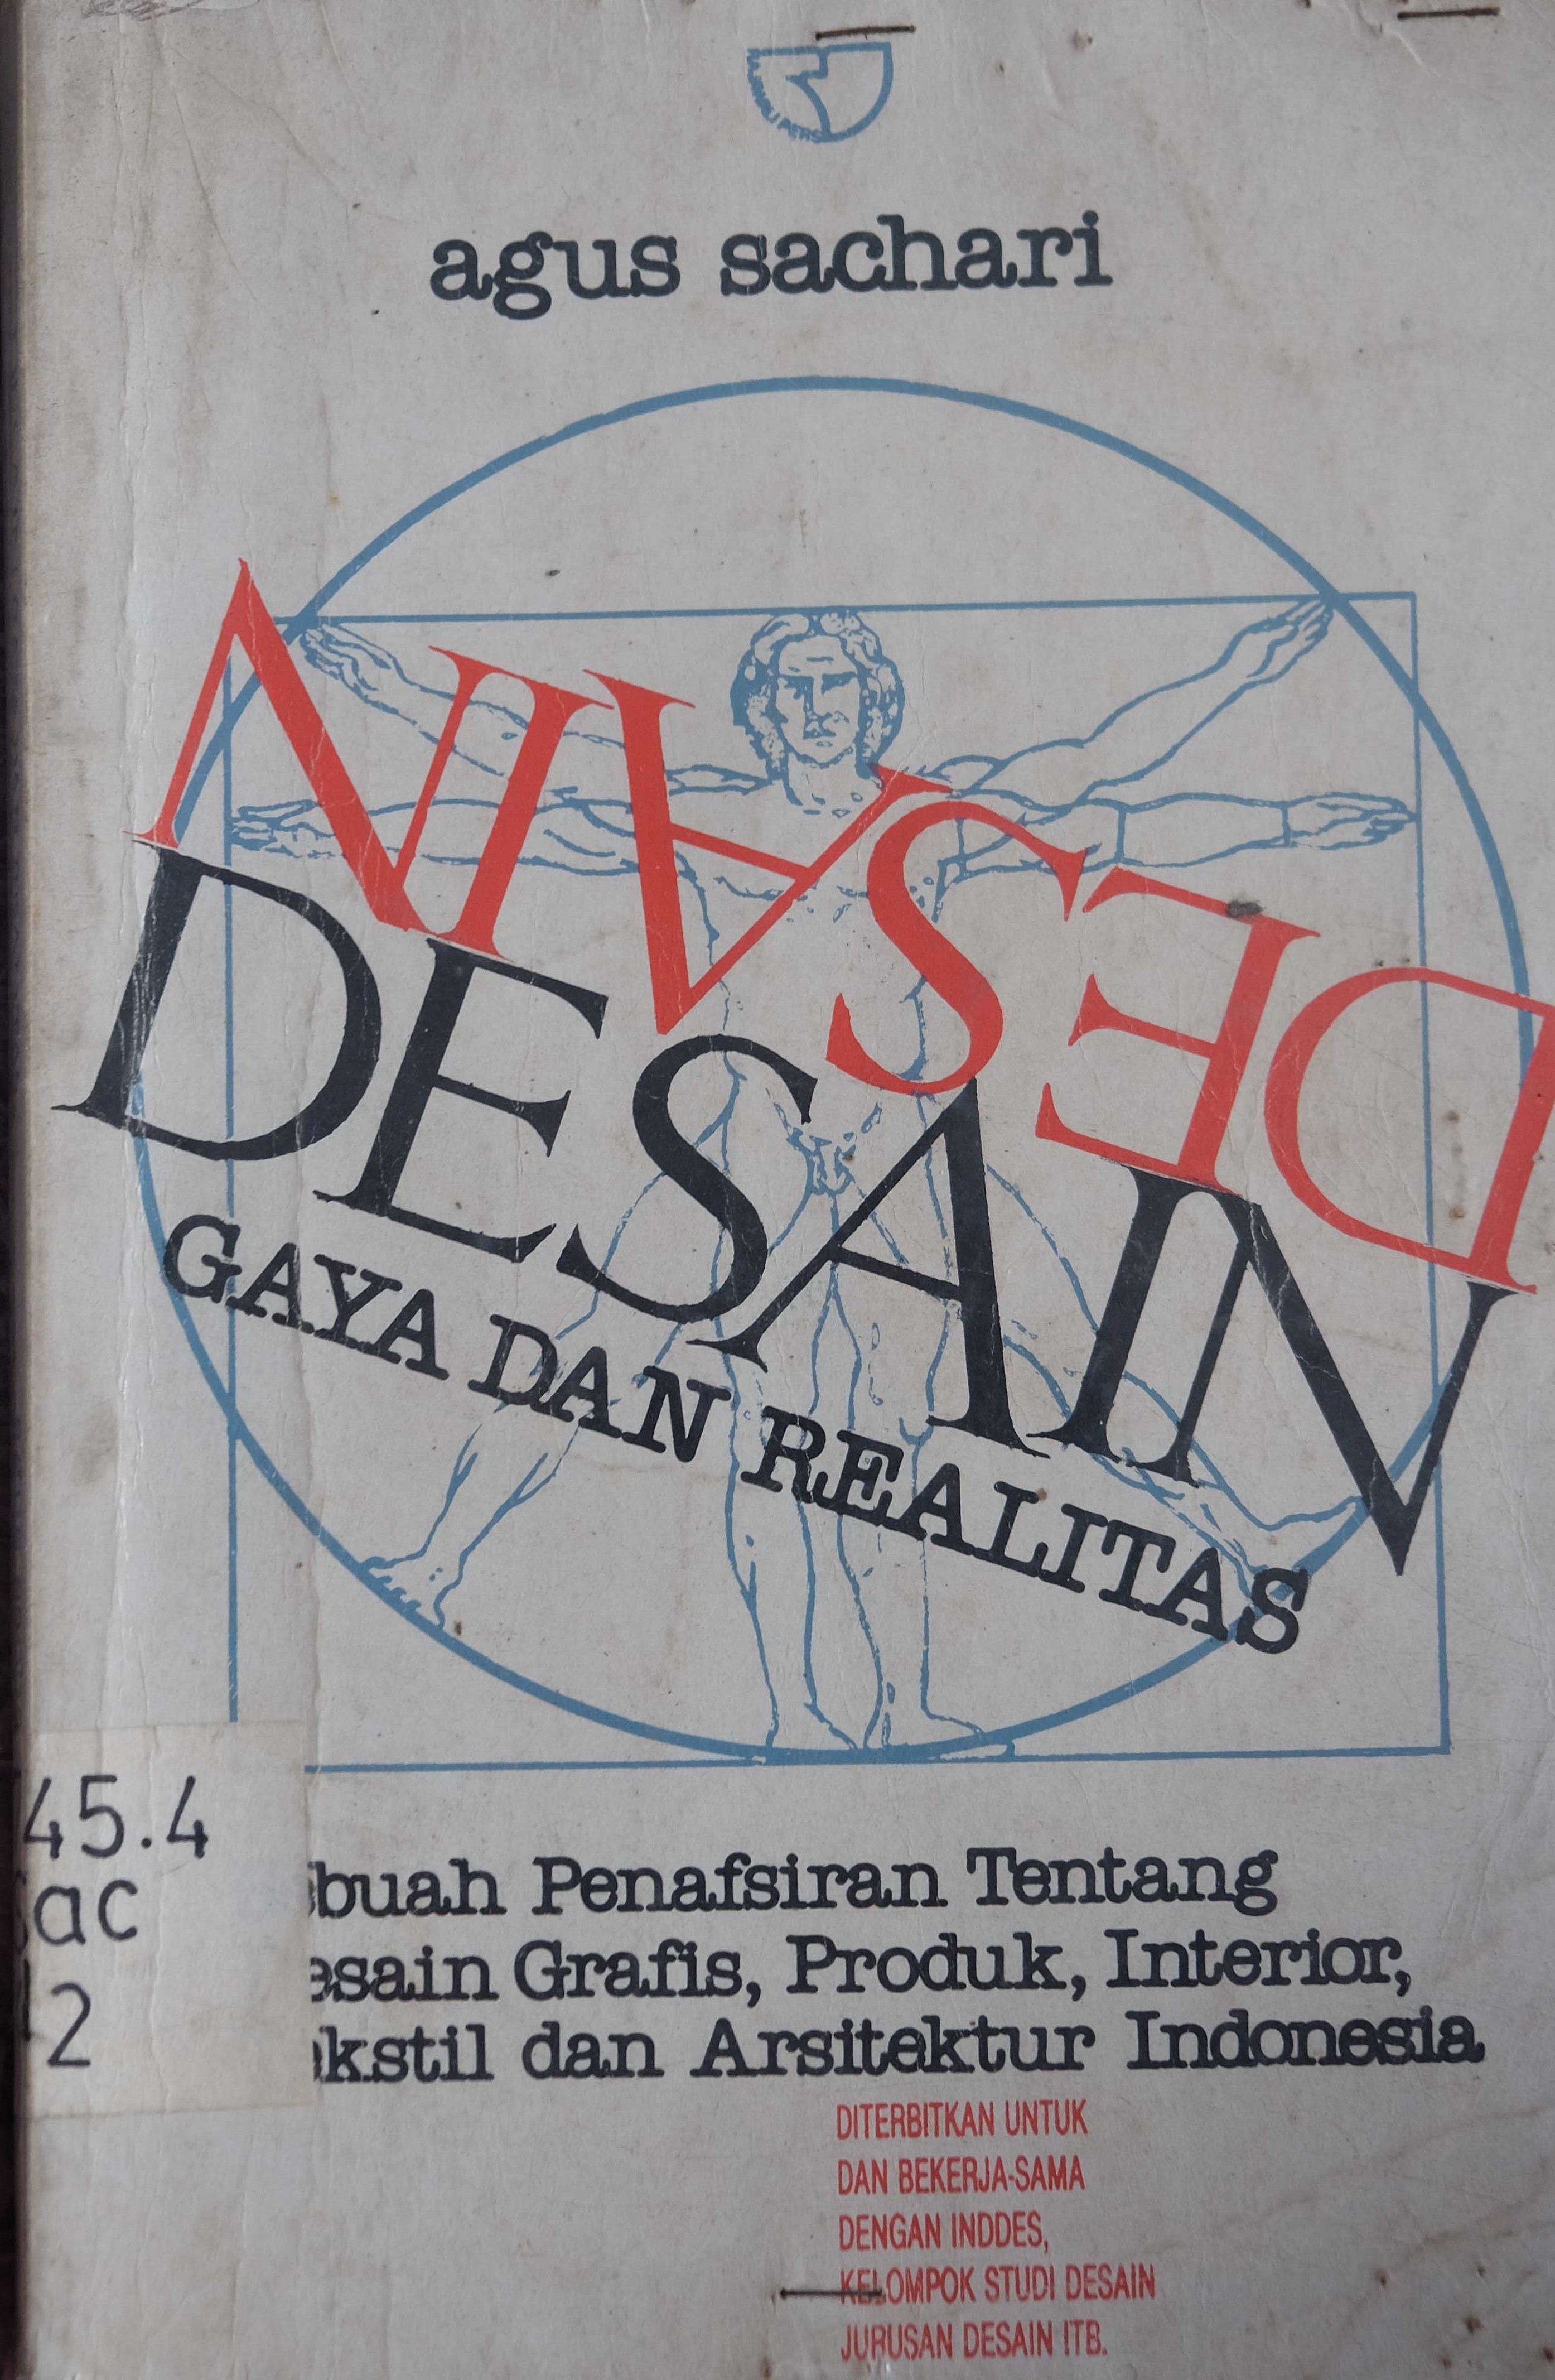 agus sachari
DESAIN
DESAIN
GAYA DAN REALITAS
45.4
ac
2
buah Penafsiran Tentang
esain Grafis, Produk, Interior,
kstil dan Arsitektur Indonesia
DITERBITKAN UNTUK
DAN BEKERJA-SAMA
DENGAN INDDES,
KELOMPOK STUDI DESAIN
JURUSAN DESAIN ITB.